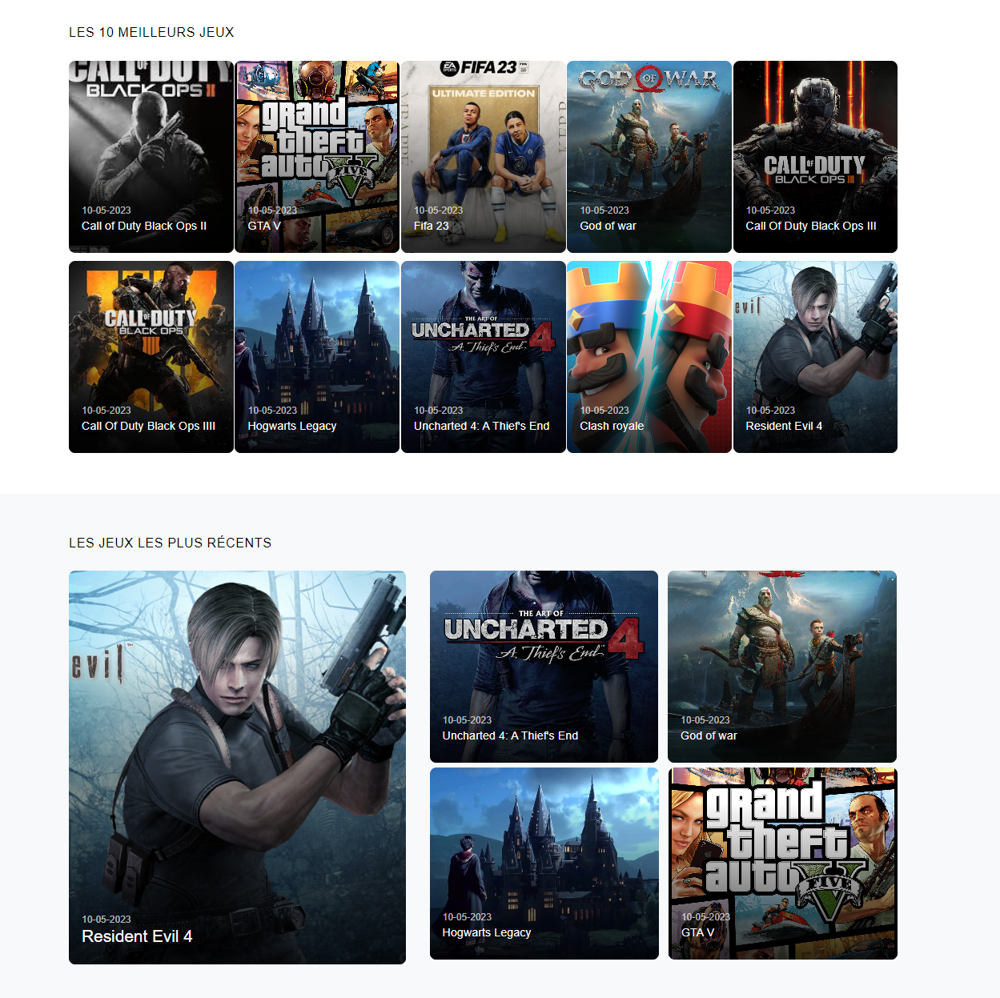 LES 10 MEILLEURS JEUX
CALL OF DUTY
BLACK OPS II
10-05-2023
Call of Duty Black Ops II
grand
theft
auto
FIVE
V
10-05-2023
GTA V
EA SPORTS FIFA 23
ULTIMATE EDITION
10-05-2023
Fifa 23
GOD OF WAR
10-05-2023
God of war
CALL OF DUTY
BLACK OPS III
10-05-2023
Call Of Duty Black Ops III
CALL OF DUTY
BLACK OPS
IIII
10-05-2023
Call Of Duty Black Ops IIII
10-05-2023
Hogwarts Legacy
THE ART OF
UNCHARTED 4
A Thief's End™
10-05-2023
Uncharted 4: A Thief's End
10-05-2023
Clash royale
evil
10-05-2023
Resident Evil 4
LES JEUX LES PLUS RÉCENTS
evil™
10-05-2023
Resident Evil 4
THE ART OF
UNCHARTED 4
A Thief's End™
10-05-2023
Uncharted 4: A Thief's End
10-05-2023
God of war
10-05-2023
Hogwarts Legacy
grand
theft
auto
FIVE
V
10-05-2023
GTA V